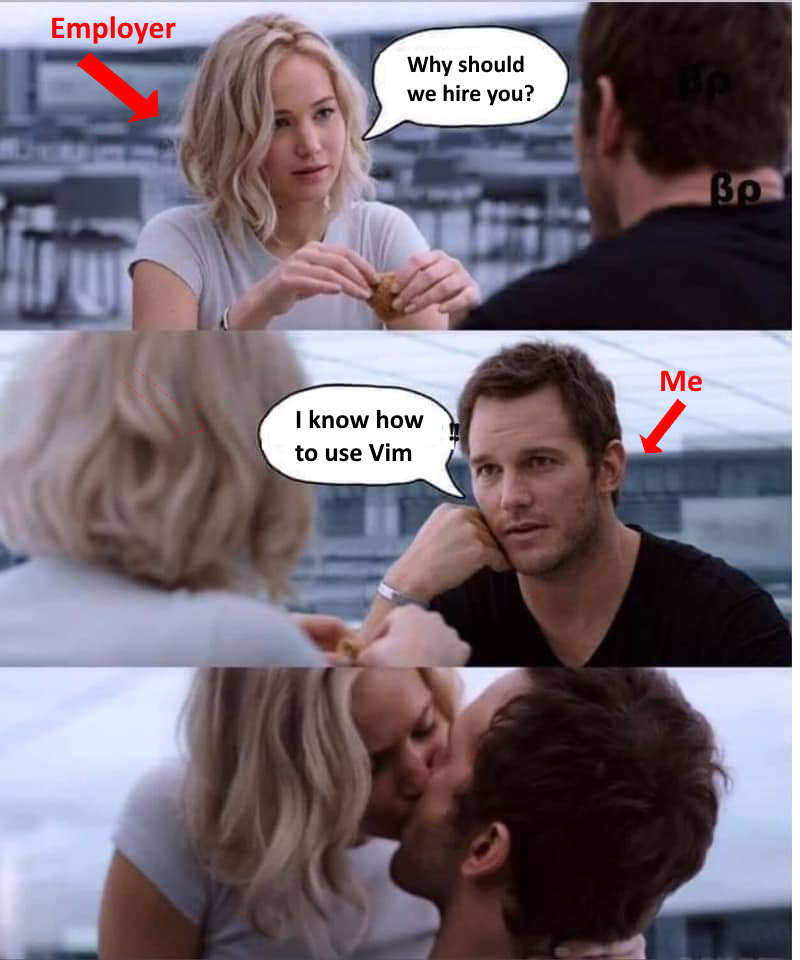 Employer
Why should
we hire you?
βρ
βρ
Me
I know how
to use Vim
!!